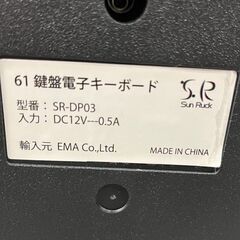 61 鍵盤電子キーボード
S.R
Sun Ruck
型番： SR-DP03
入力： DC12V---0.5A
輸入元 EMA Co.,Ltd.
MADE IN CHINA